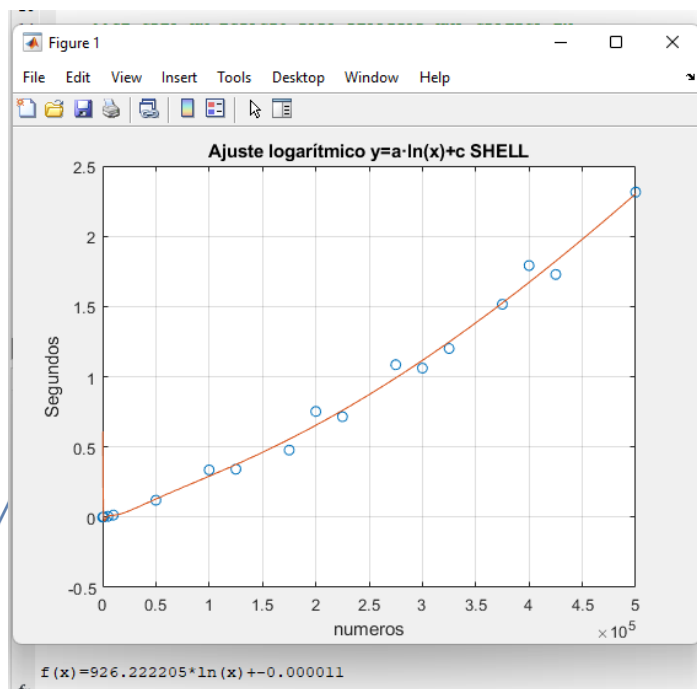 Figure 1
File Edit View Insert Tools Desktop Window Help
Ajuste logarítmico y=a·ln(x)+c SHELL
2.5
2
1.5
1
0.5
0
-0.5
Segundos
0 0.5 1 1.5 2 2.5 3 3.5 4 4.5 5
numeros
×10^5
f(x)=926.222205*ln(x)+-0.000011